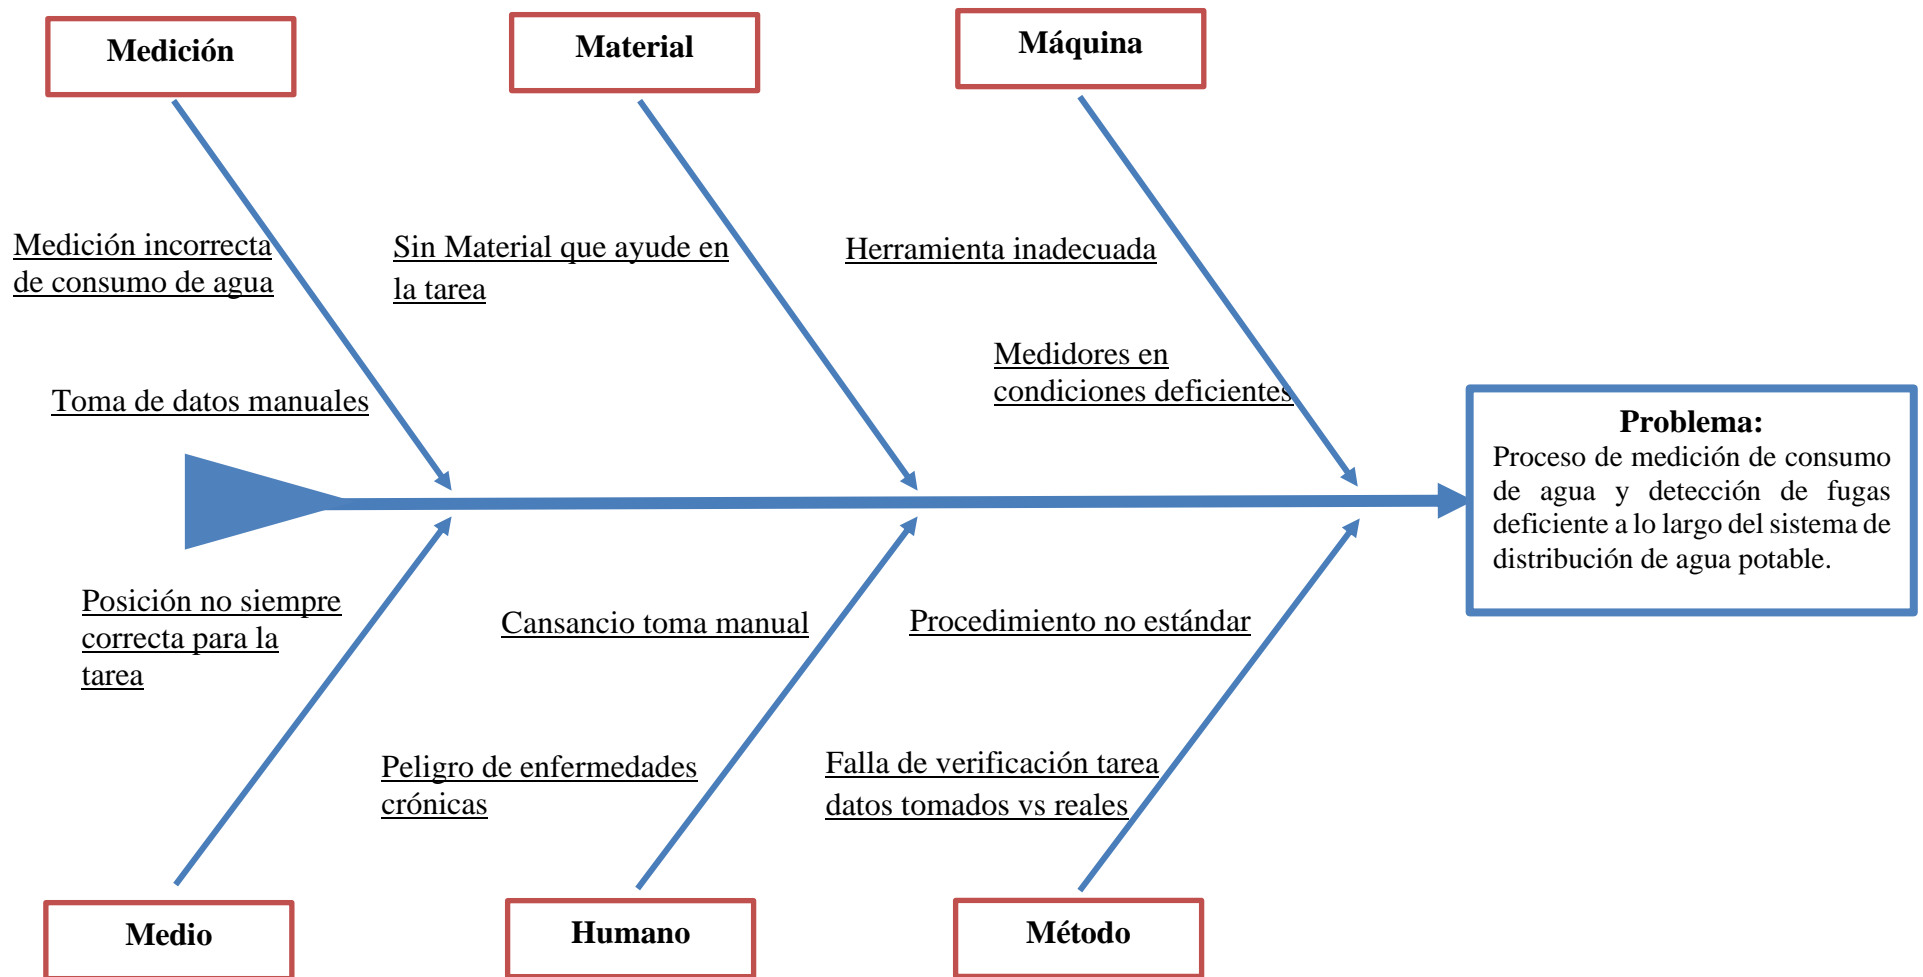 Medición
Material
Máquina
Medición incorrecta
de consumo de agua
Sin Material que ayude en
la tarea
Herramienta inadecuada
Toma de datos manuales
Medidores en
condiciones deficientes
Problema:
Proceso de medición de consumo
de agua y detección de fugas
deficiente a lo largo del sistema de
distribución de agua potable.
Posición no siempre
correcta para la
tarea
Cansancio toma manual
Procedimiento no estándar
Peligro de enfermedades
crónicas
Falla de verificación tarea
datos tomados vs reales
Medio
Humano
Método